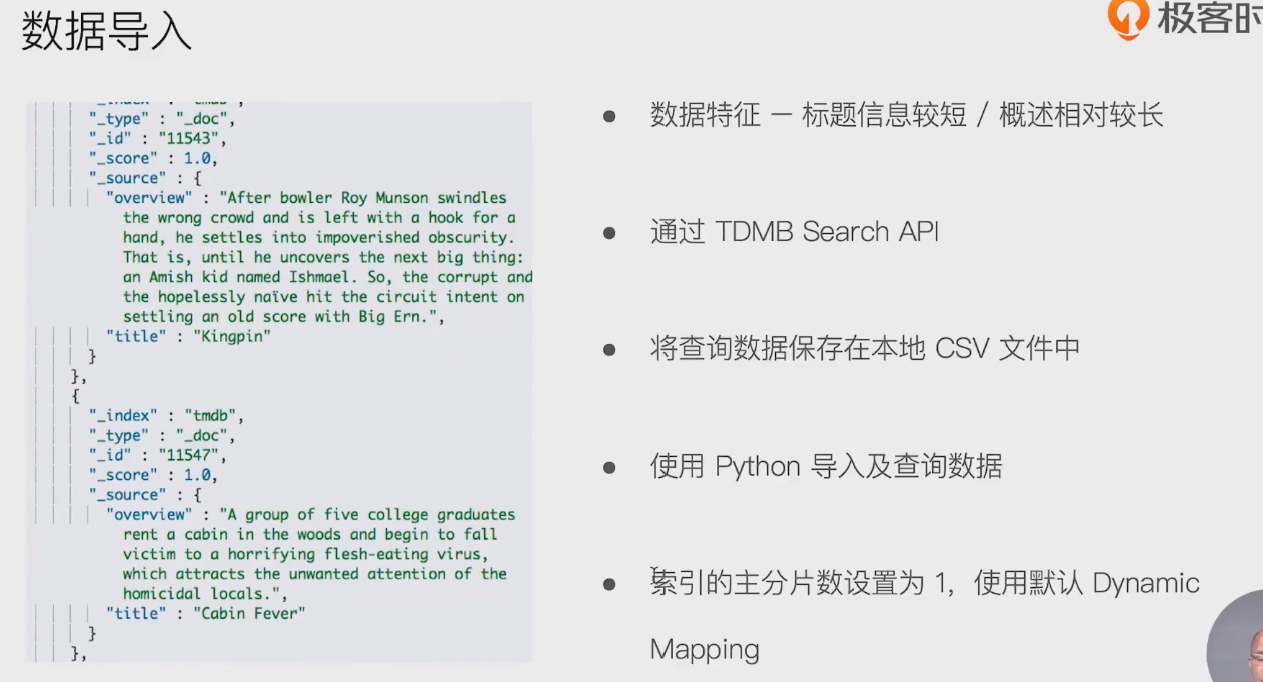 数据导入
极客时
"_index" : "tmdb",
"_type" : "_doc",
"_id" : "11543",
"_score" : 1.0,
"_source" : {
"overview" : "After bowler Roy Munson swindles
the wrong crowd and is left with a hook for a
hand, he settles into impoverished obscurity.
That is, until he uncovers the next big thing:
an Amish kid named Ishmael. So, the corrupt and
the hopelessly naïve hit the circuit intent on
settling an old score with Big Ern.",
"title" : "Kingpin"
}
},
{
"_index" : "tmdb",
"_type" : "_doc",
"_id" : "11547",
"_score" : 1.0,
"_source" : {
"overview" : "A group of five college graduates
rent a cabin in the woods and begin to fall
victim to a horrifying flesh-eating virus,
which attracts the unwanted attention of the
homicidal locals.",
"title" : "Cabin Fever"
}
},
• 数据特征 — 标题信息较短 / 概述相对较长
• 通过 TDMB Search API
• 将查询数据保存在本地 CSV 文件中
• 使用 Python 导入及查询数据
• 索引的主分片数设置为 1，使用默认 Dynamic
Mapping